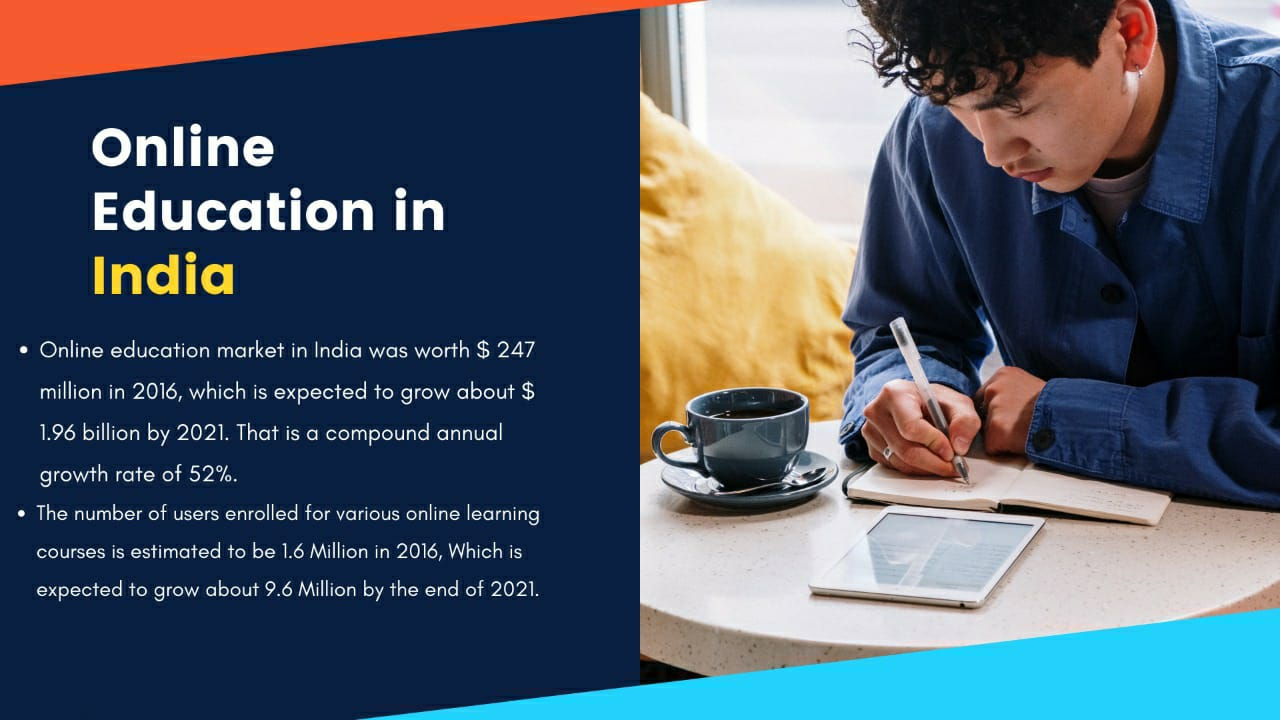 Online
Education in
India
• Online education market in India was worth $ 247
million in 2016, which is expected to grow about $
1.96 billion by 2021. That is a compound annual
growth rate of 52%.
• The number of users enrolled for various online learning
courses is estimated to be 1.6 Million in 2016, Which is
expected to grow about 9.6 Million by the end of 2021.